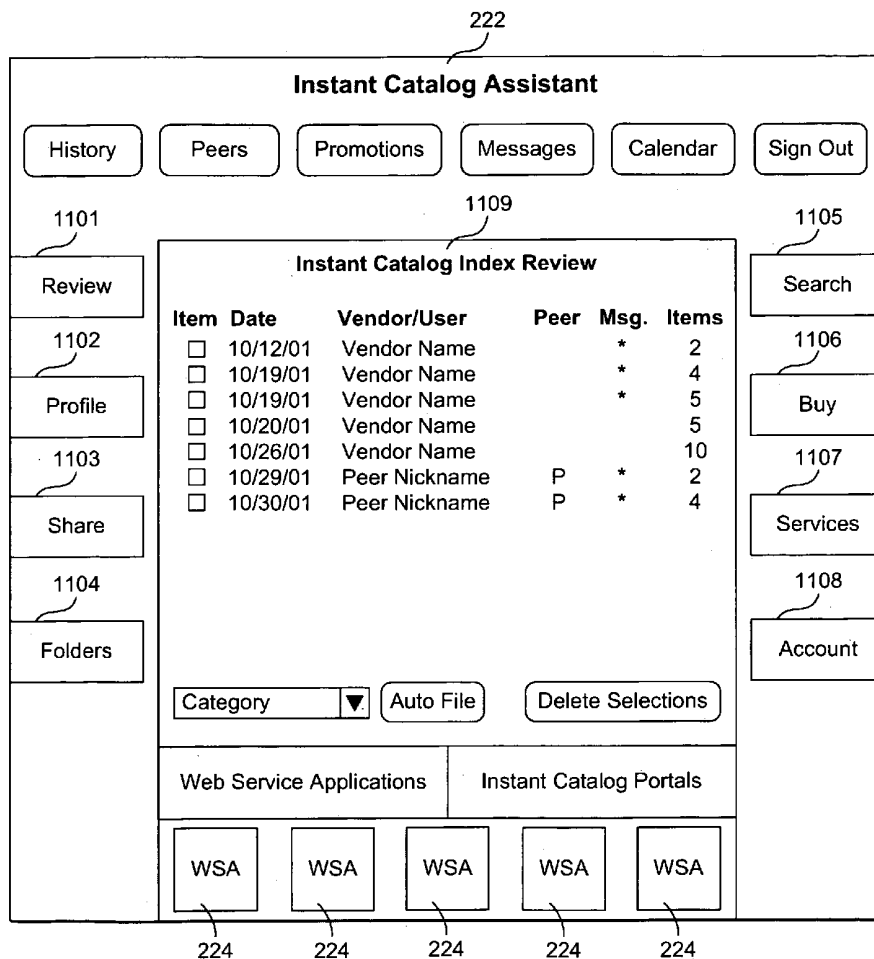 222
Instant Catalog Assistant
History Peers Promotions Messages Calendar Sign Out
1101 1109 1105
Review Instant Catalog Index Review Search
Item Date Vendor/User Peer Msg. Items
1102 1106
☐ 10/12/01 Vendor Name * 2
☐ 10/19/01 Vendor Name * 4
Profile ☐ 10/19/01 Vendor Name * 5 Buy
☐ 10/20/01 Vendor Name 5
1103 ☐ 10/26/01 Vendor Name 10 1107
☐ 10/29/01 Peer Nickname P * 2
☐ 10/30/01 Peer Nickname P * 4
Share Services
1104 1108
Folders Account
Category ▼ Auto File Delete Selections
Web Service Applications Instant Catalog Portals
WSA WSA WSA WSA WSA
224 224 224 224 224